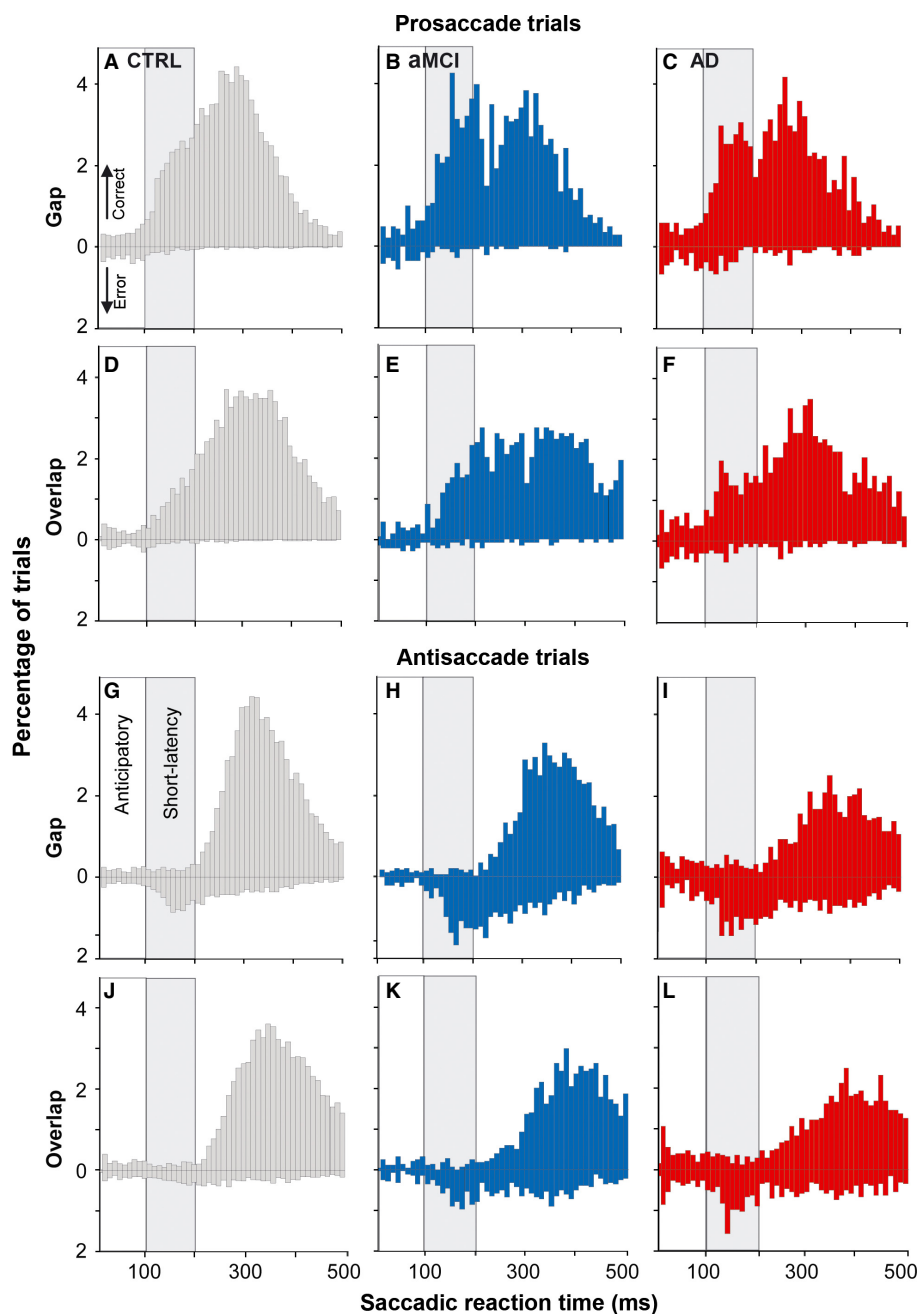 Prosaccade trials
A CTRL
B aMCI
C AD
4
2
0
2
Gap
Correct
Error
D
E
F
4
2
0
2
Overlap
Percentage of trials
Antisaccade trials
G
H
I
Anticipatory
Short-latency
4
2
0
2
Gap
J
K
L
4
2
0
2
Overlap
100 300 500
100 300 500
100 300 500
Saccadic reaction time (ms)